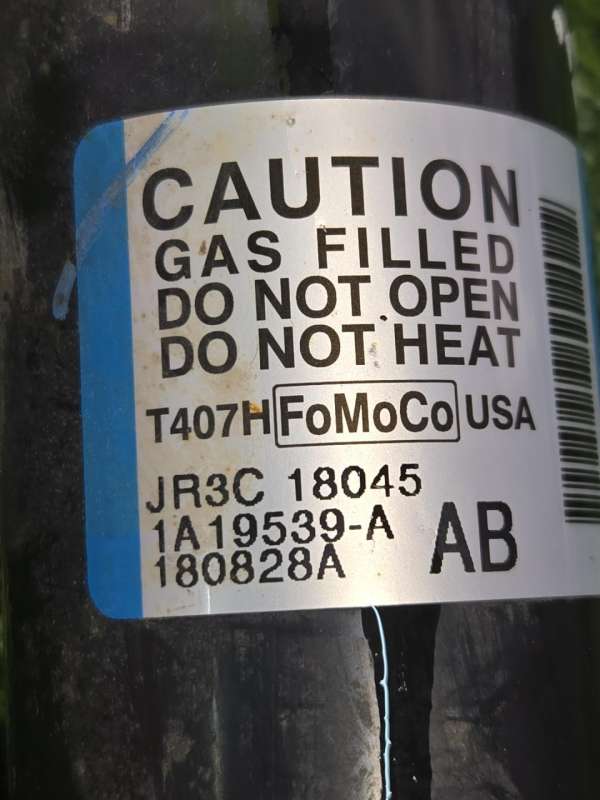 CAUTION
GAS FILLED
DO NOT OPEN
DO NOT HEAT
T407H FoMoCo USA
JR3C 18045
1A19539-A AB
180828A